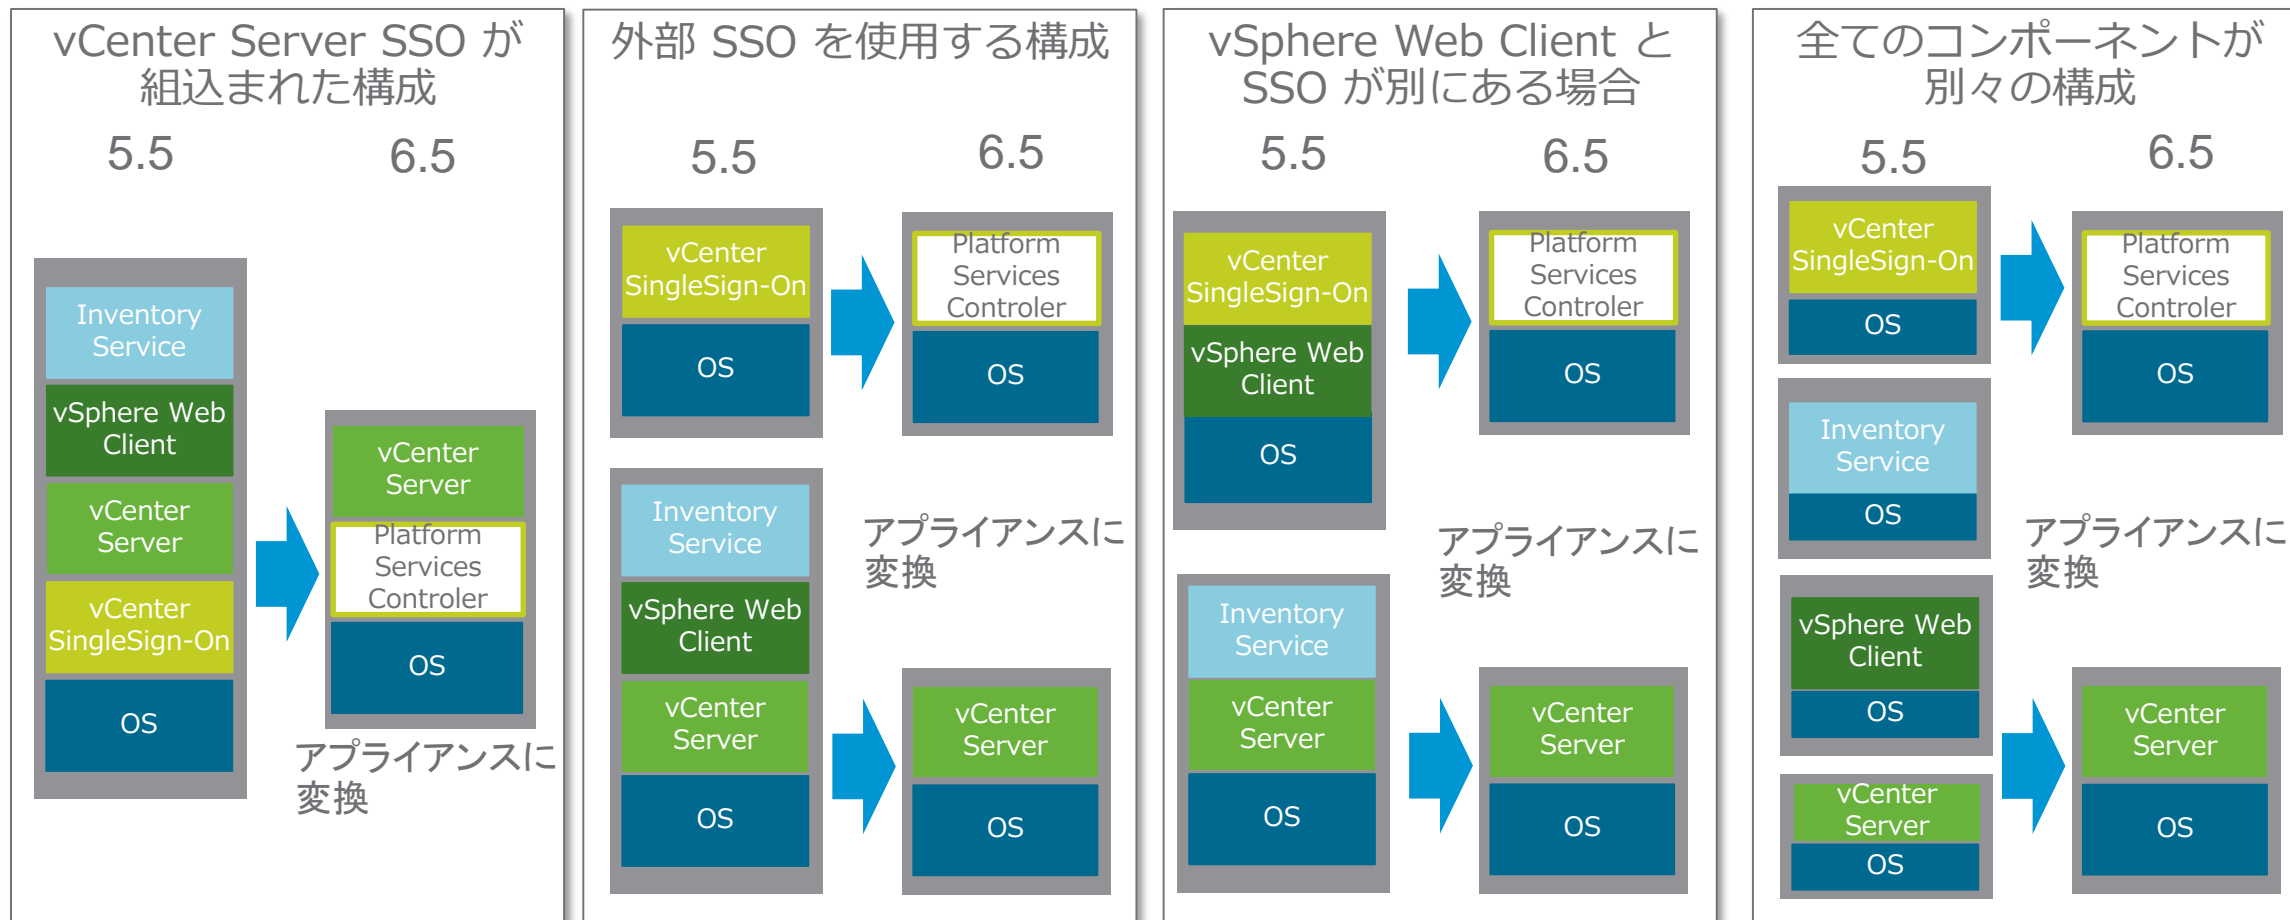 vCenter Server SSO が
組込まれた構成
5.5
6.5
Inventory
Service
vSphere Web
Client
vCenter
Server
vCenter
SingleSign-On
OS
vCenter
Server
Platform
Services
Controler
OS
アプライアンスに
変換
外部 SSO を使用する構成
5.5
6.5
vCenter
SingleSign-On
OS
Platform
Services
Controler
OS
Inventory
Service
vSphere Web
Client
vCenter
Server
OS
アプライアンスに
変換
vCenter
Server
OS
vSphere Web Client と
SSO が別にある場合
5.5
6.5
vCenter
SingleSign-On
vSphere Web
Client
OS
Platform
Services
Controler
OS
アプライアンスに
変換
Inventory
Service
vCenter
Server
OS
vCenter
Server
OS
全てのコンポーネントが
別々の構成
5.5
6.5
vCenter
SingleSign-On
OS
Platform
Services
Controler
OS
Inventory
Service
OS
アプライアンスに
変換
vSphere Web
Client
OS
vCenter
Server
OS
vCenter
Server
OS